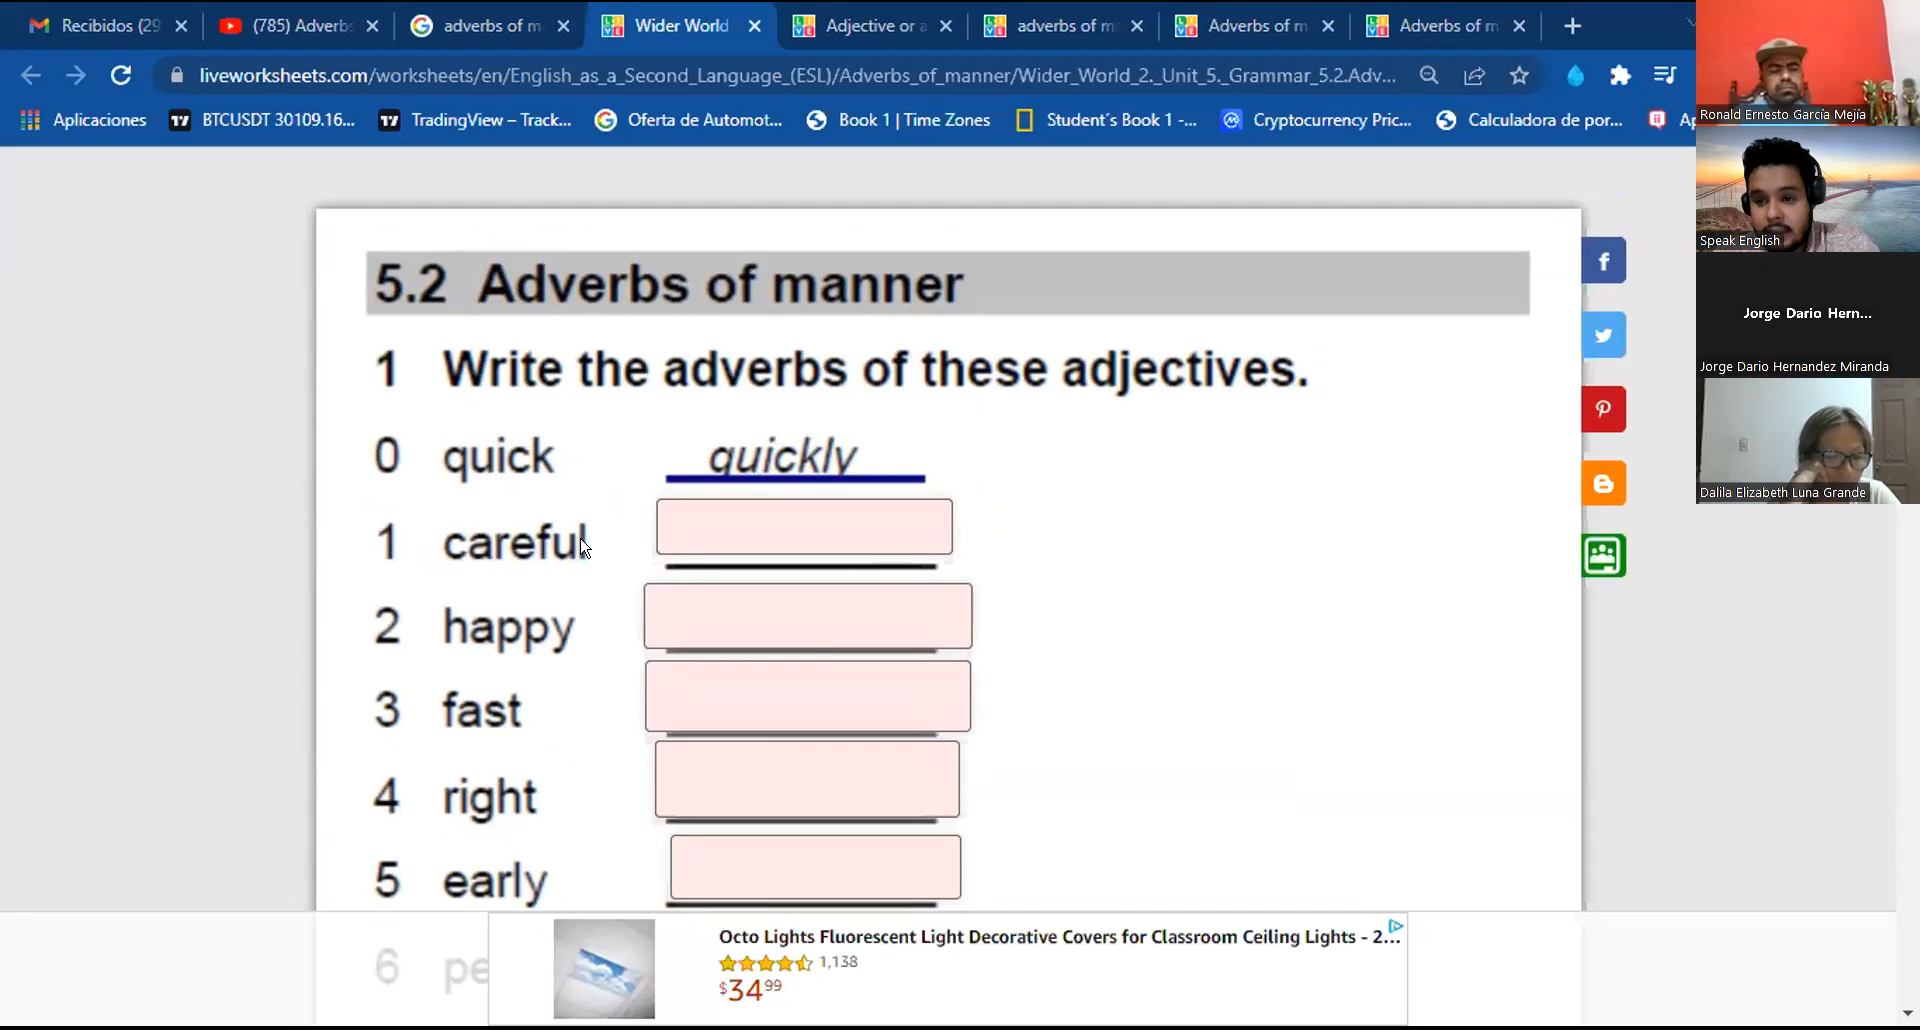 Recibidos (29
(785) Adverbs
adverbs of m
Wider World
Adjective or a
adverbs of m
Adverbs of m
Adverbs of m
liveworksheets.com/worksheets/en/English_as_a_Second_Language_(ESL)/Adverbs_of_manner/Wider_World_2._Unit_5._Grammar_5.2.Adv...
Aplicaciones
BTCUSDT 30109.16...
TradingView – Track...
Oferta de Automot...
Book 1 | Time Zones
Student´s Book 1 -...
Cryptocurrency Pric...
Calculadora de por...
Ap
Ronald Ernesto García Mejía
Speak English
Jorge Dario Hern...
Jorge Dario Hernandez Miranda
Dalila Elizabeth Luna Grande
5.2 Adverbs of manner
1 Write the adverbs of these adjectives.
0 quick quickly
1 careful
2 happy
3 fast
4 right
5 early
6 pe
Octo Lights Fluorescent Light Decorative Covers for Classroom Ceiling Lights - 2...
1,138
$34 99